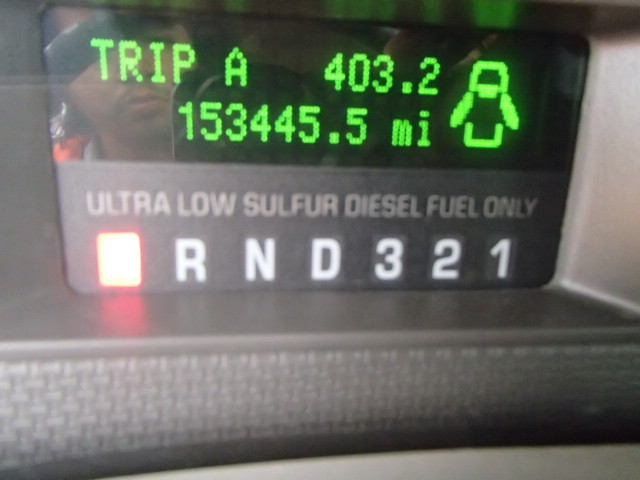 TRIP A 403.2
153445.5 mi
ULTRA LOW SULFUR DIESEL FUEL ONLY
R N D 3 2 1